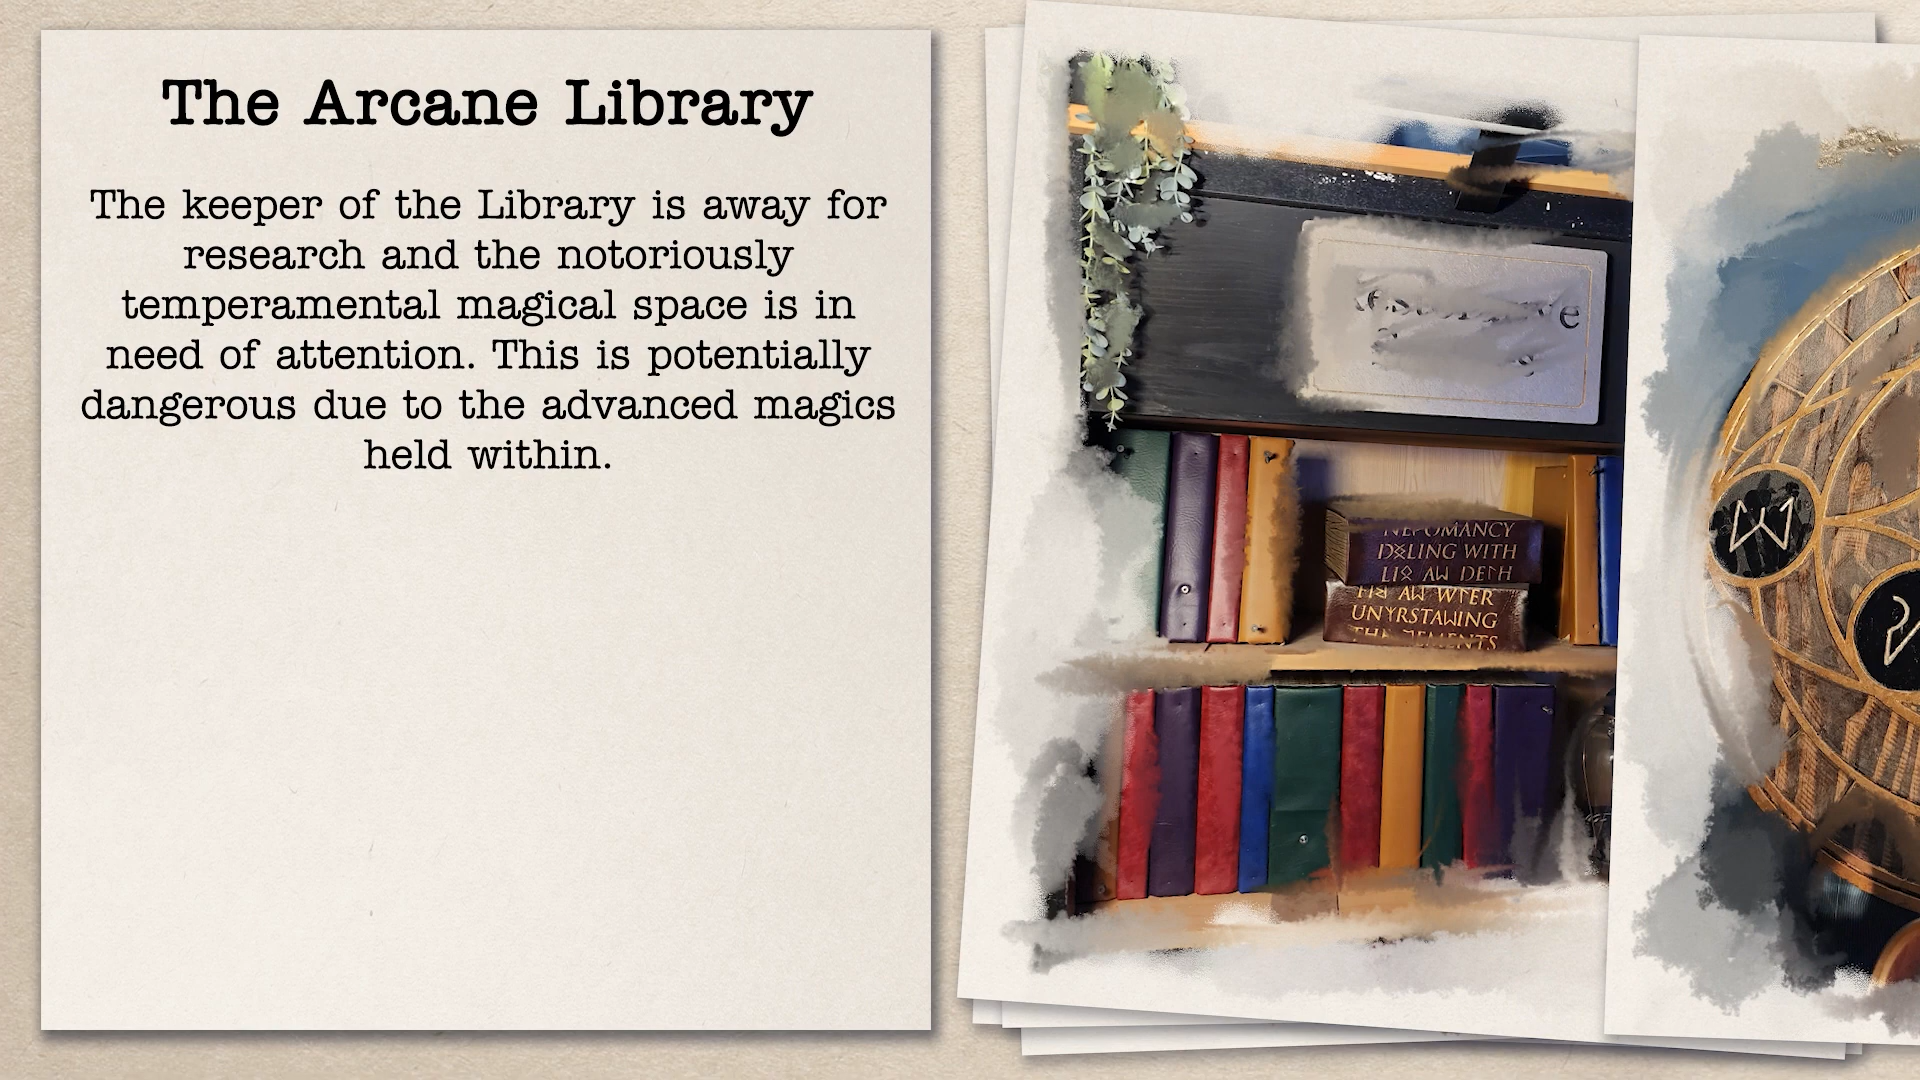 The Arcane Library
The keeper of the Library is away for
research and the notoriously
temperamental magical space is in
need of attention. This is potentially
dangerous due to the advanced magics
held within.
WITH